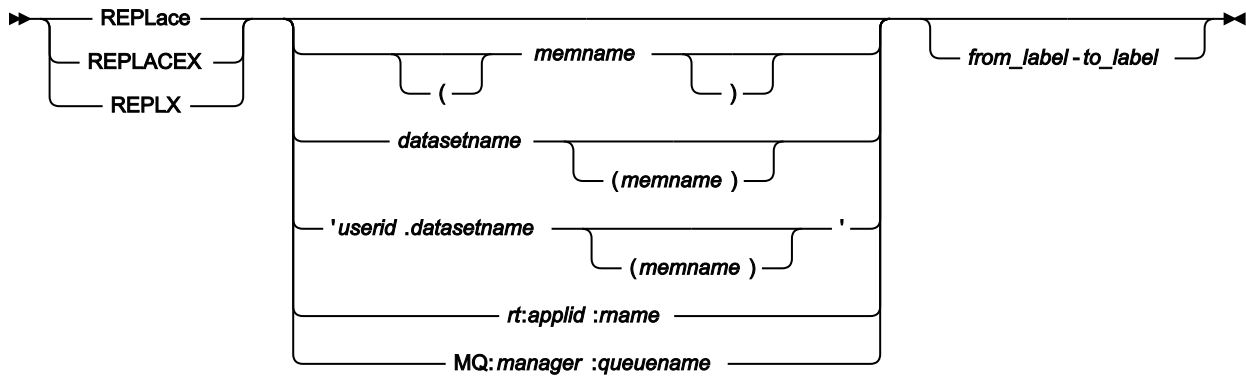 REPLace
REPLACEX
REPLX
memname
( )
datasetname
(memname )
'userid .datasetname '
(memname )
rt:applid :rname
MQ:manager :queuename
from_label -to_label